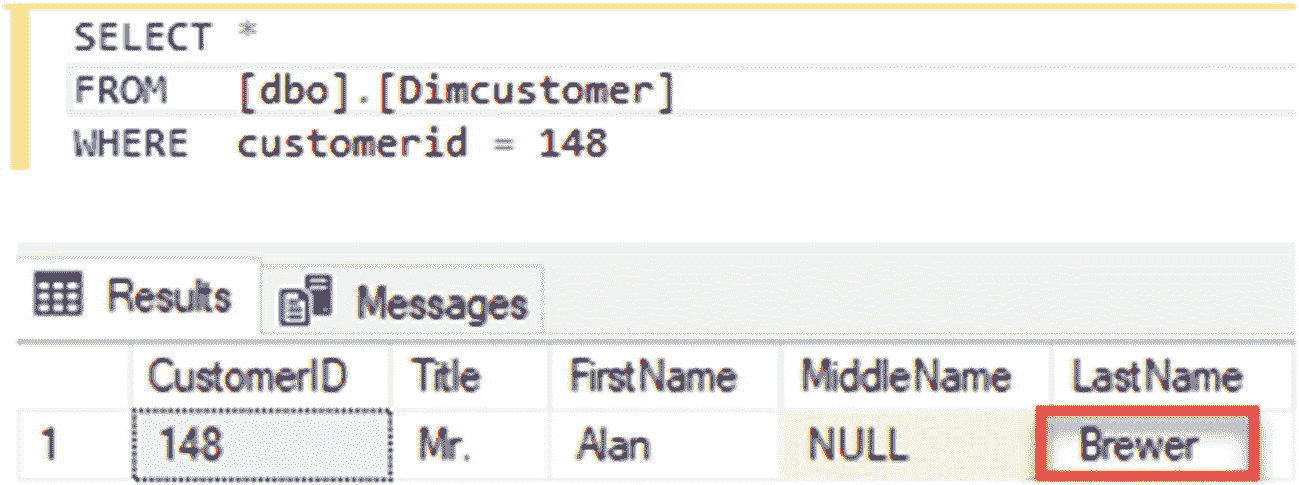 SELECT *
FROM [dbo].[Dimcustomer]
WHERE customerid = 148
Results Messages
CustomerID Title FirstName MiddleName LastName
1 148 Mr. Alan NULL Brewer